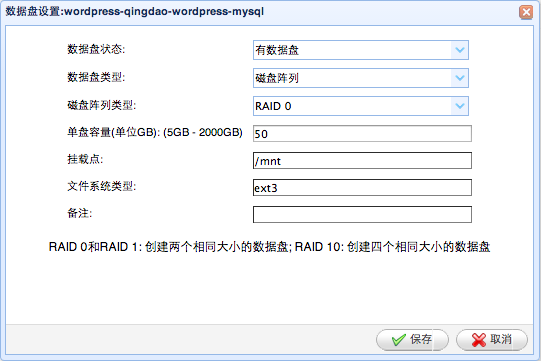 数据盘设置:wordpress-qingdao-wordpress-mysql
数据盘状态: 有数据盘
数据盘类型: 磁盘阵列
磁盘阵列类型: RAID 0
单盘容量(单位GB): (5GB - 2000GB) 50
挂载点: /mnt
文件系统类型: ext3
备注:
RAID 0和RAID 1: 创建两个相同大小的数据盘; RAID 10: 创建四个相同大小的数据盘
保存 取消